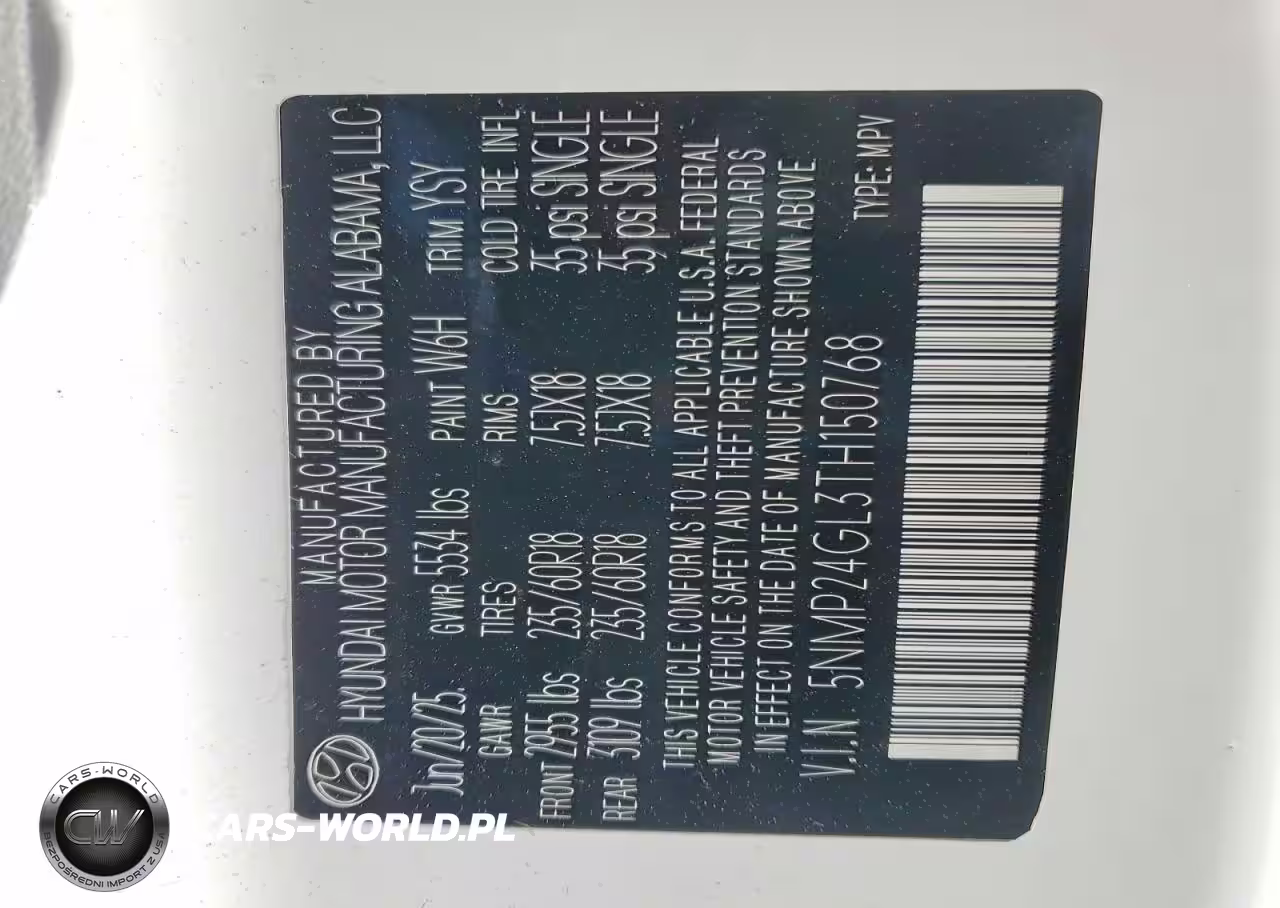 MANUFACTURED BY
HYUNDAI MOTOR MANUFACTURING ALABAMA, LLC
Jun/20/25. GVWR 5534 lbs PAINT W6H TRIM YSY
GAWR TIRES RIMS COLD TIRE INFL
FRONT 2955 lbs 235/60R18 7.5JX18 35 psi SINGLE
REAR 3109 lbs 235/60R18 7.5JX18 35 psi SINGLE
THIS VEHICLE CONFORMS TO ALL APPLICABLE U.S.A. FEDERAL
MOTOR VEHICLE SAFETY AND THEFT PREVENTION STANDARDS
IN EFFECT ON THE DATE OF MANUFACTURE SHOWN ABOVE
V.I.N 5NMP24GL3TH150768 TYPE: MPV
CARS-WORLD
CW
BEZPOŚREDNI IMPORT Z USA
CARS-WORLD.PL